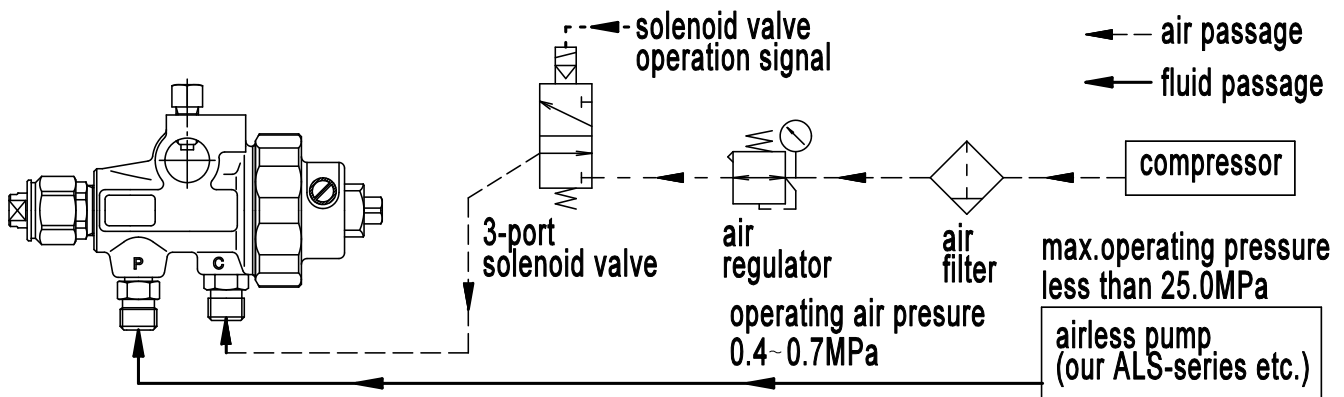 solenoid valve
operation signal
air passage
fluid passage
compressor
P
C
3-port
solenoid valve
air
regulator
air
filter
max.operating pressure
less than 25.0MPa
operating air presure
0.4~0.7MPa
airless pump
(our ALS-series etc.)